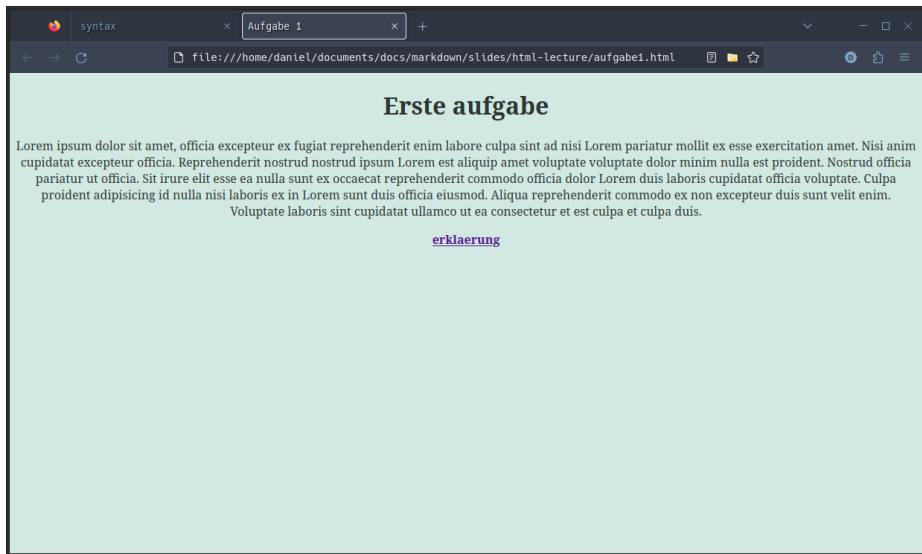 syntax
Aufgabe 1
file:///home/daniel/documents/docs/markdown/slides/html-lecture/aufgabe1.html
D
Erste aufgabe
Lorem ipsum dolor sit amet, officia excepteur ex fugiat reprehenderit enim labore culpa sint ad nisi Lorem pariatur mollit ex esse exercitation amet. Nisi anim
cupidatat excepteur officia. Reprehenderit nostrud nostrud ipsum Lorem est aliquip amet voluptate voluptate dolor minim nulla est proident. Nostrud officia
pariatur ut officia. Sit irure elit esse ea nulla sunt ex occaecat reprehenderit commodo officia dolor Lorem duis laboris cupidatat officia voluptate. Culpa
proident adipisicing id nulla nisi laboris ex in Lorem sunt duis officia eiusmod. Aliqua reprehenderit commodo ex non excepteur duis sunt velit enim.
Voluptate laboris sint cupidatat ullamco ut ea consectetur et est culpa et culpa duis.
erklaerung